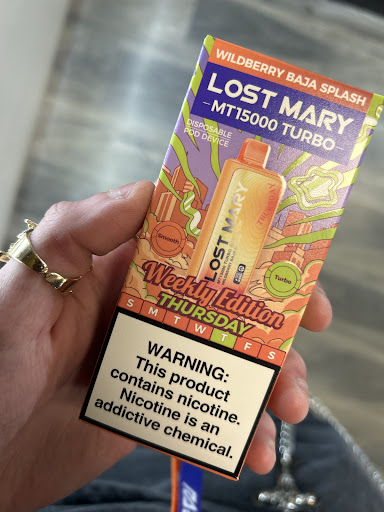 WILDBERRY BAJA SPLASH
LOST MARY
MT15000 TURBO
DISPOSABLE
POD DEVICE
LOST MARY
Smooth
Turbo
Weekly Edition
THURSDAY
S M T W T F S
WARNING:
This product
contains nicotine.
Nicotine is an
addictive chemical.